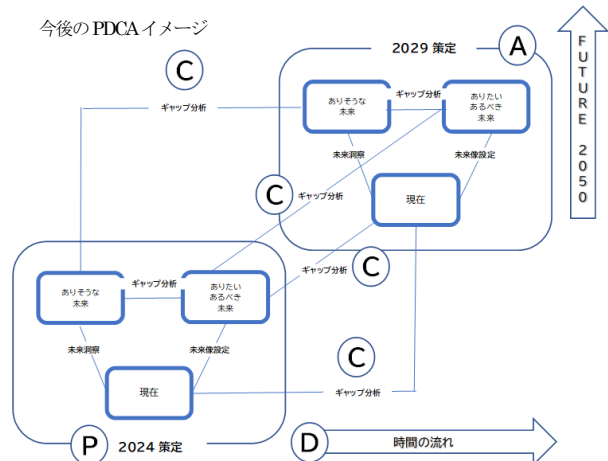 今後のPDCAイメージ
2029 策定
A
C
ギャップ分析
ありそうな
未来
ギャップ分析
ありたい
あるべき
未来
未来洞察
未来像設定
現在
FUTURE 2050
C
ギャップ分析
C
ギャップ分析
ありそうな
未来
ギャップ分析
ありたい
あるべき
未来
未来洞察
未来像設定
現在
C
ギャップ分析
P
2024 策定
D
時間の流れ